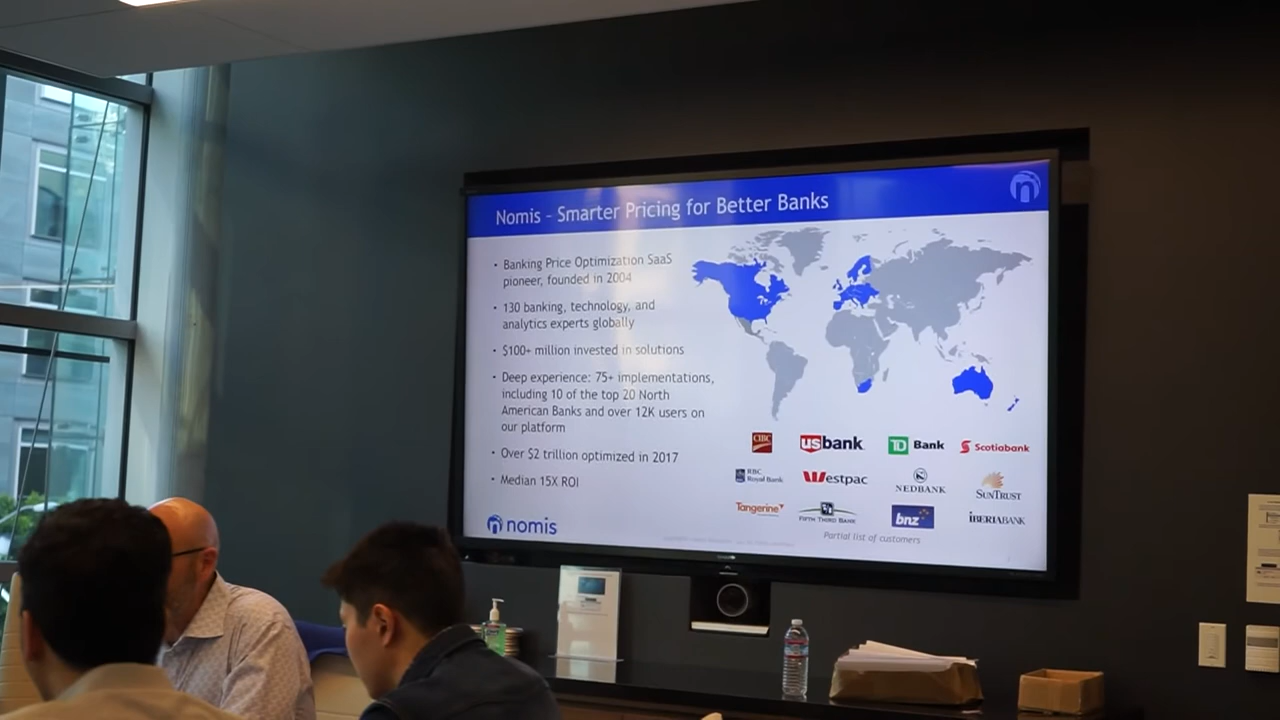 Nomis - Smarter Pricing for Better Banks
• Banking Price Optimization SaaS
pioneer, founded in 2004
• 130 banking, technology, and
analytics experts globally
• $100+ million invested in solutions
• Deep experience: 75+ implementations,
including 10 of the top 20 North
American Banks and over 12K users on
our platform
• Over $2 trillion optimized in 2017
• Median 15X ROI
nomis
CIBC
usbank
TD Bank
Scotiabank
RBC
Royal Bank
Westpac
NEDBANK
SUNTRUST
Tangerine
FIFTH THIRD BANK
bnz
IBERIABANK
Partial list of customers